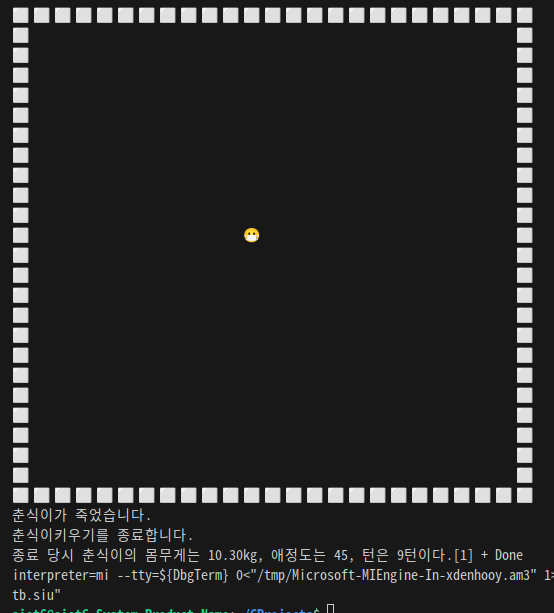 춘식이가 죽었습니다.
춘식이키우기를 종료합니다.
종료 당시 춘식이의 몸무게는 10.30kg, 애정도는 45, 턴은 9턴이다.[1] + Done
interpreter=mi --tty=${DbgTerm} 0<"/tmp/Microsoft-MIEngine-In-xdenhooy.am3" 1>
tb.siu"